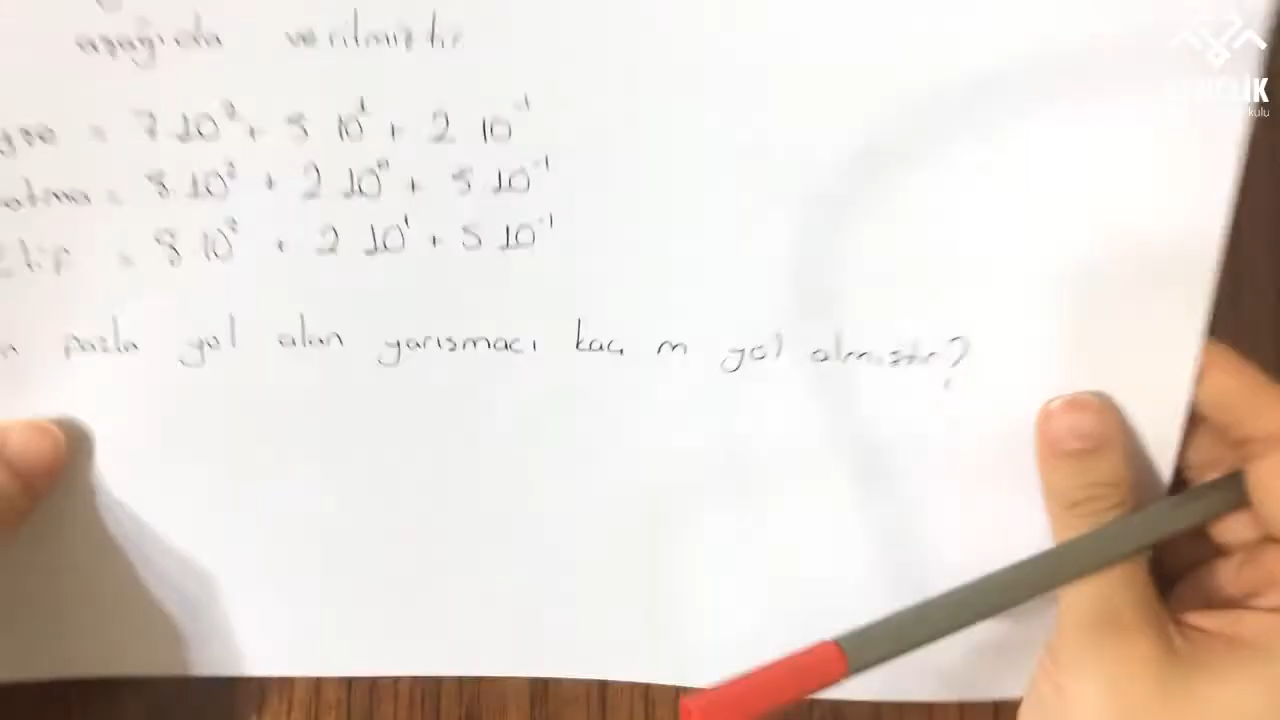 aşağıda verilmiştir
= 7 10² + 5 10¹ + 2 10⁻¹
= 8 10² + 2 10⁰ + 5 10⁻¹
= 8 10² + 2 10¹ + 5 10⁻¹
fazla yol alan yarışmacı kaç m yol almıştır?
kulu